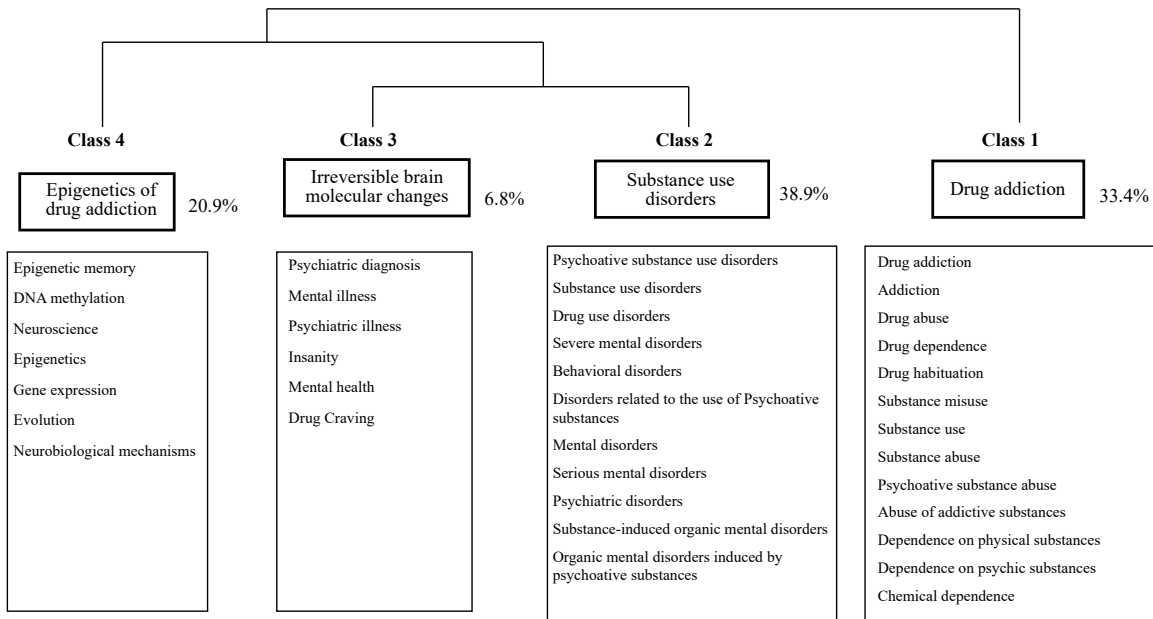 Class 4
Epigenetics of
drug addiction
20.9%
Epigenetic memory
DNA methylation
Neuroscience
Epigenetics
Gene expression
Evolution
Neurobiological mechanisms
Class 3
Irreversible brain
molecular changes
6.8%
Psychiatric diagnosis
Mental illness
Psychiatric illness
Insanity
Mental health
Drug Craving
Class 2
Substance use
disorders
38.9%
Psychoative substance use disorders
Substance use disorders
Drug use disorders
Severe mental disorders
Behavioral disorders
Disorders related to the use of Psychoative
substances
Mental disorders
Serious mental disorders
Psychiatric disorders
Substance-induced organic mental disorders
Organic mental disorders induced by
psychoative substances
Class 1
Drug addiction
33.4%
Drug addiction
Addiction
Drug abuse
Drug dependence
Drug habituation
Substance misuse
Substance use
Substance abuse
Psychoative substance abuse
Abuse of addictive substances
Dependence on physical substances
Dependence on psychic substances
Chemical dependence